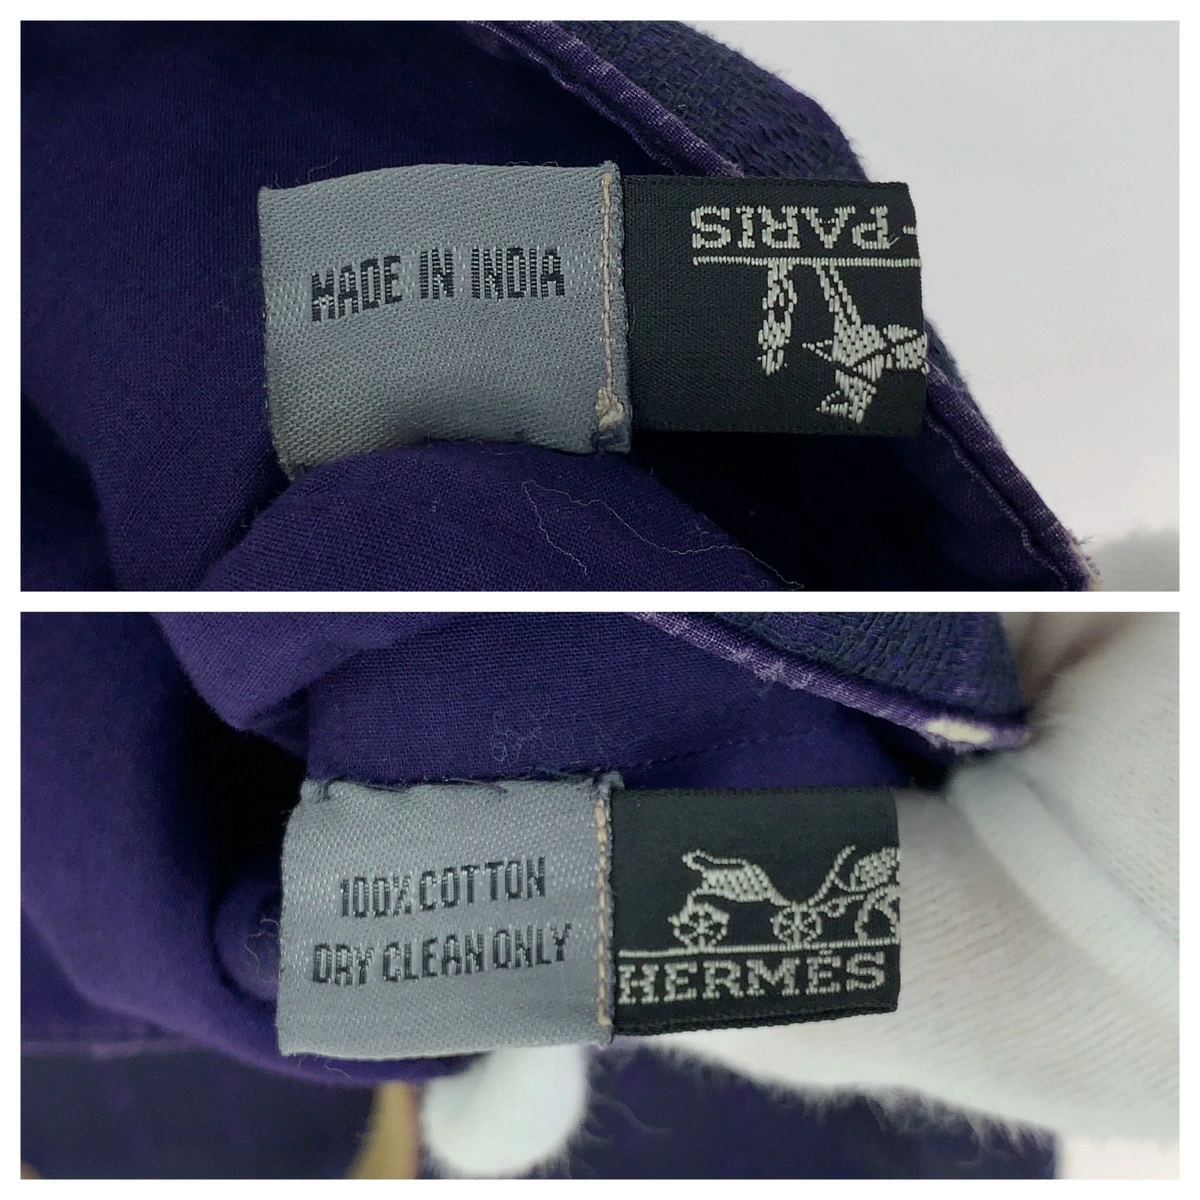 MADE IN INDIA
-PARIS
100% COTTON
DRY CLEAN ONLY
HERMÈS